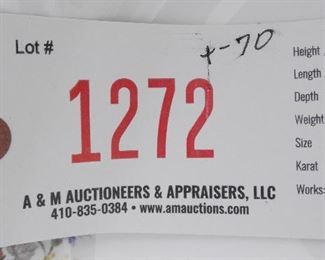 Lot #
+-70
1272
A & M AUCTIONEERS & APPRAISERS, LLC
410-835-0384 • www.amauctions.com
Height
Length
Depth
Weight
Size
Karat
Works: